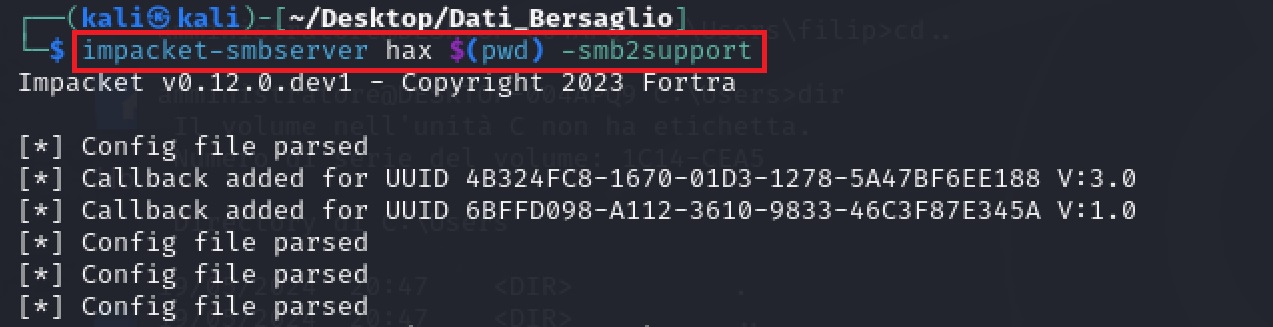 ┌──(kali㉿kali)-[~/Desktop/Dati_Bersaglio]
└─$ impacket-smbserver hax $(pwd) -smb2support
Impacket v0.12.0.dev1 - Copyright 2023 Fortra
[*] Config file parsed
[*] Callback added for UUID 4B324FC8-1670-01D3-1278-5A47BF6EE188 V:3.0
[*] Callback added for UUID 6BFFD098-A112-3610-9833-46C3F87E345A V:1.0
[*] Config file parsed
[*] Config file parsed
[*] Config file parsed